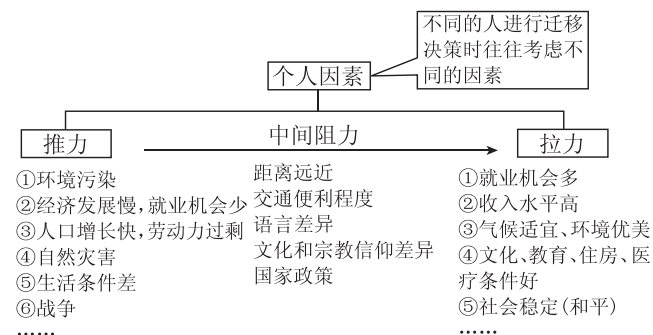 不同的人进行迁移
决策时往往考虑不
同的因素
个人因素
推力
中间阻力
拉力
①环境污染
②经济发展慢,就业机会少
③人口增长快,劳动力过剩
④自然灾害
⑤生活条件差
⑥战争
……
距离远近
交通便利程度
语言差异
文化和宗教信仰差异
国家政策
①就业机会多
②收入水平高
③气候适宜、环境优美
④文化、教育、住房、医
疗条件好
⑤社会稳定(和平)
……